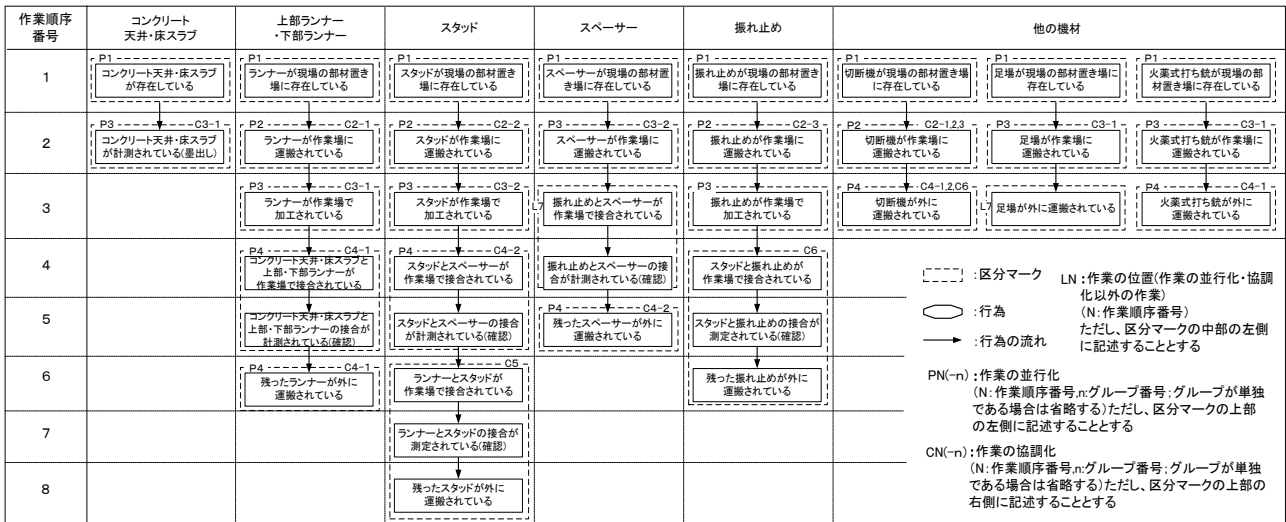 作業順序
番号
コンクリート
天井・床スラブ
上部ランナー
・下部ランナー
スタッド
スペーサー
振れ止め
他の機材
1
P1
コンクリート天井・床スラブ
が存在している
P1
ランナーが現場の部材置き
場に存在している
P1
スタッドが現場の部材置き
場に存在している
P1
スペーサーが現場の部材置
き場に存在している
P1
振れ止めが現場の部材置き
場に存在している
P1
切断機が現場の部材置き場
に存在している
P1
足場が現場の部材置き場に
存在している
P1
火薬式打ち銃が現場の部
材置き場に存在している
2
P3 C3-1
コンクリート天井・床スラブ
が計測されている(墨出し)
P2 C2-1
ランナーが作業場に
運搬されている
P2 C2-2
スタッドが作業場に
運搬されている
P3 C3-2
スペーサーが作業場に
運搬されている
P2 C2-3
振れ止めが作業場に
運搬されている
P2 C2-1,2,3
切断機が作業場に
運搬されている
P3 C3-1
足場が作業場に
運搬されている
P3 C3-1
火薬式打ち銃が作業場に
運搬されている
3
P3 C3-1
ランナーが作業場で
加工されている
P3 C3-2
スタッドが作業場で
加工されている
L7
振れ止めとスペーサーが
作業場で接合されている
P3
振れ止めが作業場で
加工されている
P4 C4-1,2,C6
切断機が外に
運搬されている
L7
足場が外に運搬されている
P4 C4-1
火薬式打ち銃が外に
運搬されている
4
P4 C4-1
コンクリート天井・床スラブと
上部・下部ランナーが
作業場で接合されている
P4 C4-2
スタッドとスペーサーが
作業場で接合されている
振れ止めとスペーサーの接
合が計測されている(確認)
C6
スタッドと振れ止めが
作業場で接合されている
5
コンクリート天井・床スラブと
上部・下部ランナーの接合が
計測されている(確認)
スタッドとスペーサーの接合
が計測されている(確認)
P4 C4-2
残ったスペーサーが外に
運搬されている
スタッドと振れ止めの接合が
測定されている(確認)
6
P4 C4-1
残ったランナーが外に
運搬されている
C5
ランナーとスタッドが
作業場で接合されている
残った振れ止めが外に
運搬されている
7
ランナーとスタッドの接合が
測定されている(確認)
8
残ったスタッドが外に
運搬されている
:区分マーク
:行為
:行為の流れ
LN:作業の位置(作業の並行化・協調
化以外の作業)
(N:作業順序番号)
ただし、区分マークの中部の左側
に記述することとする
PN(-n):作業の並行化
(N:作業順序番号,n:グループ番号;グループが単独
である場合は省略する)ただし、区分マークの上部
の左側に記述することとする
CN(-n):作業の協調化
(N:作業順序番号,n:グループ番号;グループが単独
である場合は省略する)ただし、区分マークの上部の
右側に記述することとする